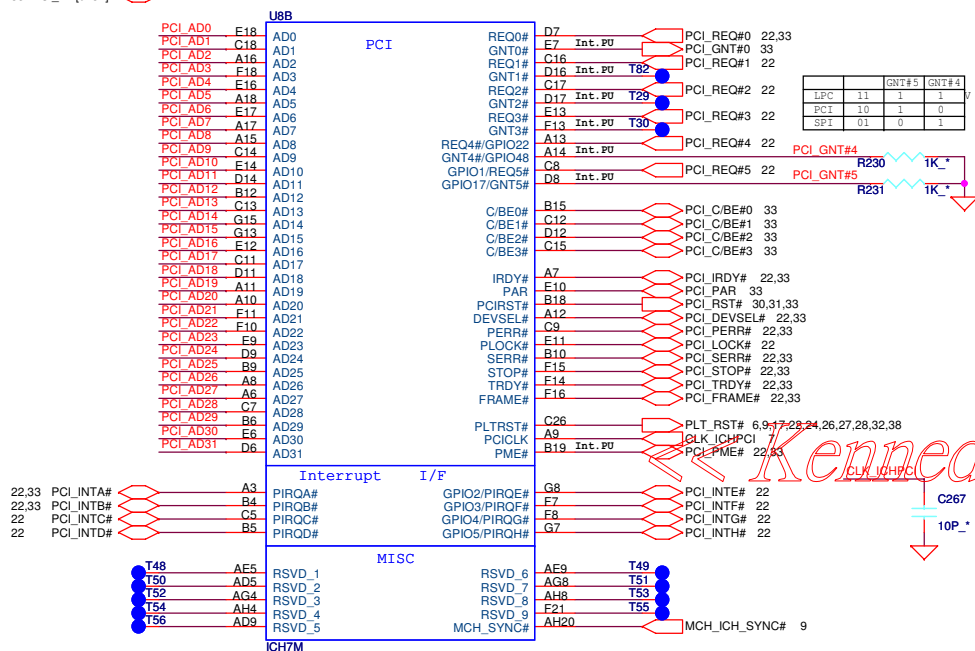 U8B
PCI
PCI_AD0 E18 AD0
PCI_AD1 C18 AD1
PCI_AD2 A16 AD2
PCI_AD3 F18 AD3
PCI_AD4 E16 AD4
PCI_AD5 A18 AD5
PCI_AD6 E17 AD6
PCI_AD7 A17 AD7
PCI_AD8 A15 AD8
PCI_AD9 C14 AD9
PCI_AD10 E14 AD10
PCI_AD11 D14 AD11
PCI_AD12 B12 AD12
PCI_AD13 C13 AD13
PCI_AD14 G15 AD14
PCI_AD15 G13 AD15
PCI_AD16 E12 AD16
C11 AD17
PCI_AD18 D11 AD18
PCI_AD19 A11 AD19
PCI_AD20 A10 AD20
PCI_AD21 F11 AD21
PCI_AD22 F10 AD22
PCI_AD23 E9 AD23
PCI_AD24 D9 AD24
PCI_AD25 B9 AD25
PCI_AD26 A8 AD26
PCI_AD27 A6 AD27
PCI_AD28 C7 AD28
PCI_AD29 B6 AD29
PCI_AD30 E6 AD30
PCI_AD31 D6 AD31
REQ0# D7 PCI_REQ#0 22,33
GNT0# E7 Int.PU PCI_GNT#0 33
REQ1# C16 PCI_REQ#1 22
GNT1# D16 Int.PU T82
REQ2# C17 PCI_REQ#2 22
GNT2# D17 Int.PU T29
REQ3# E13 PCI_REQ#3 22
GNT3# F13 Int.PU T30
REQ4#/GPIO22 A13 PCI_REQ#4 22
GNT4#/GPIO48 A14 Int.PU PCI_GNT#4 R230 1K_*
GPIO1/REQ5# C8 PCI_REQ#5 22
GPIO17/GNT5# D8 Int.PU PCI_GNT#5 R231 1K_*
GNT#5 GNT#4
LPC 11 1 1
PCI 10 1 0
SPI 01 0 1
C/BE0# B15 PCI_C/BE#0 33
C/BE1# C12 PCI_C/BE#1 33
C/BE2# D12 PCI_C/BE#2 33
C/BE3# C15 PCI_C/BE#3 33
IRDY# A7 PCI_IRDY# 22,33
PAR E10 PCI_PAR 33
PCIRST# B18 PCI_RST# 30,31,33
DEVSEL# A12 PCI_DEVSEL# 22,33
PERR# C9 PCI_PERR# 22,33
PLOCK# E11 PCI_LOCK# 22
SERR# B10 PCI_SERR# 22,33
STOP# F15 PCI_STOP# 22,33
TRDY# F14 PCI_TRDY# 22,33
FRAME# F16 PCI_FRAME# 22,33
PLTRST# C26 PLT_RST# 6,9,17,22,24,26,27,28,32,38
PCICLK A9 CLK_ICHPCI
PME# B19 Int.PU PCI_PME# 22,33
<< Kenned
CLK_ICHPCI
C267
10P_*
Interrupt I/F
22,33 PCI_INTA# A3 PIRQA#
22,33 PCI_INTB# B4 PIRQB#
22 PCI_INTC# C5 PIRQC#
22 PCI_INTD# B5 PIRQD#
GPIO2/PIRQE# G8 PCI_INTE# 22
GPIO3/PIRQF# F7 PCI_INTF# 22
GPIO4/PIRQG# F8 PCI_INTG# 22
GPIO5/PIRQH# G7 PCI_INTH# 22
MISC
T48 AE5 RSVD_1
T50 AD5 RSVD_2
T52 AG4 RSVD_3
T54 AH4 RSVD_4
T56 AD9 RSVD_5
RSVD_6 AE9 T49
RSVD_7 AG8 T51
RSVD_8 AH8 T53
RSVD_9 F21 T55
MCH_SYNC# AH20 MCH_ICH_SYNC# 9
ICH7M